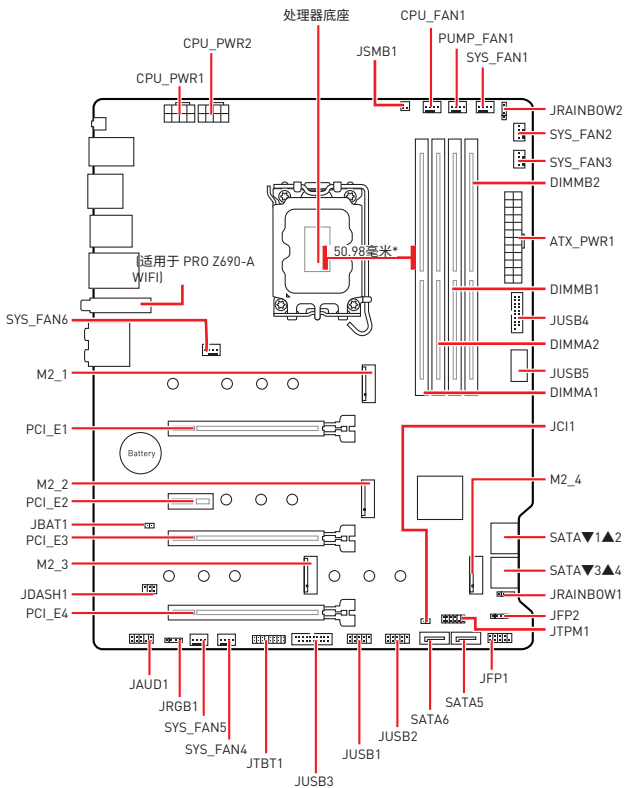 处理器底座
CPU_FAN1
CPU_PWR2
JSMB1
PUMP_FAN1
SYS_FAN1
CPU_PWR1
JRAINBOW2
SYS_FAN2
SYS_FAN3
DIMMB2
ATX_PWR1
50.98毫米*
(适用于 PRO Z690-A
WIFI)
DIMMB1
SYS_FAN6
JUSB4
DIMMA2
M2_1
JUSB5
DIMMA1
PCI_E1
JCI1
Battery
M2_2
M2_4
PCI_E2
JBAT1
PCI_E3
SATA▼1▲2
M2_3
SATA▼3▲4
JDASH1
JRAINBOW1
PCI_E4
JFP2
JTPM1
JAUD1
JFP1
JRGB1
SATA5
SYS_FAN5
SATA6
SYS_FAN4
JUSB2
JTBT1
JUSB1
JUSB3